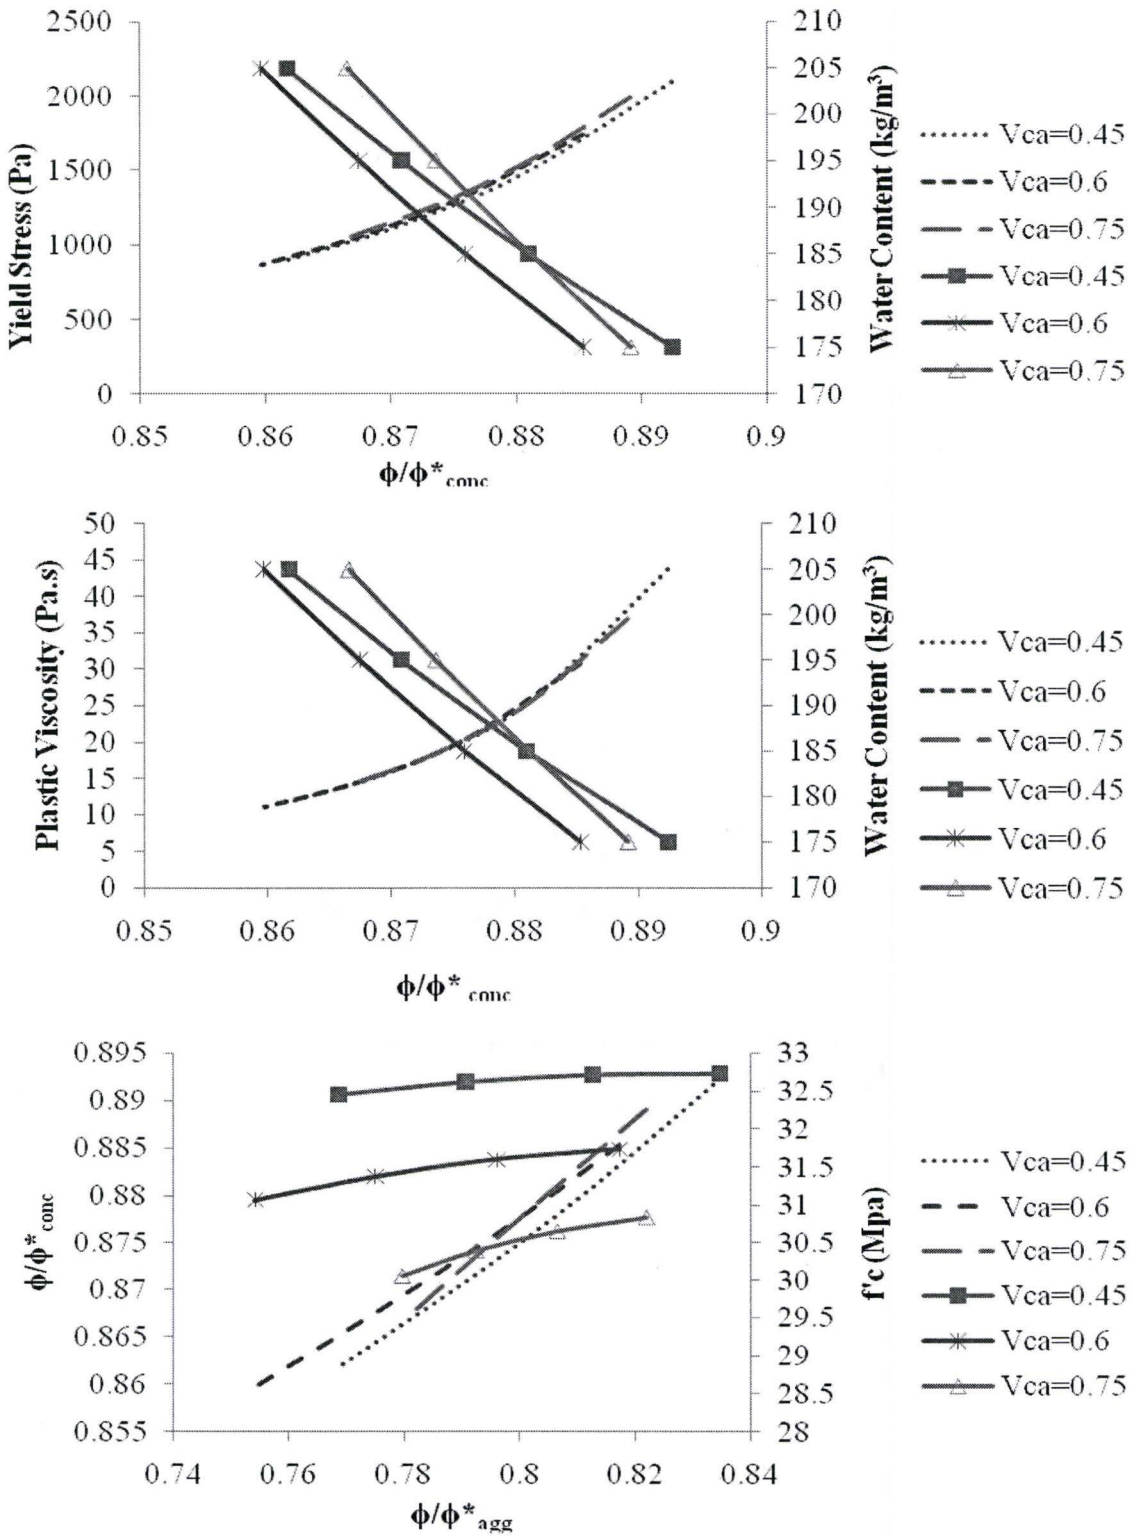 2500
2000
1500
1000
500
0
Yield Stress (Pa)
0.85 0.86 0.87 0.88 0.89 0.9
ϕ/ϕ*conc
210
205
200
195
190
185
180
175
170
Water Content (kg/m³)
Vca=0.45
Vca=0.6
Vca=0.75
Vca=0.45
Vca=0.6
Vca=0.75
50
45
40
35
30
25
20
15
10
5
0
Plastic Viscosity (Pa.s)
0.85 0.86 0.87 0.88 0.89 0.9
ϕ/ϕ* conc
210
205
200
195
190
185
180
175
170
Water Content (kg/m³)
Vca=0.45
Vca=0.6
Vca=0.75
Vca=0.45
Vca=0.6
Vca=0.75
0.895
0.89
0.885
0.88
0.875
0.87
0.865
0.86
0.855
ϕ/ϕ*conc
0.74 0.76 0.78 0.8 0.82 0.84
ϕ/ϕ*agg
33
32.5
32
31.5
31
30.5
30
29.5
29
28.5
28
f'c (Mpa)
Vca=0.45
Vca=0.6
Vca=0.75
Vca=0.45
Vca=0.6
Vca=0.75